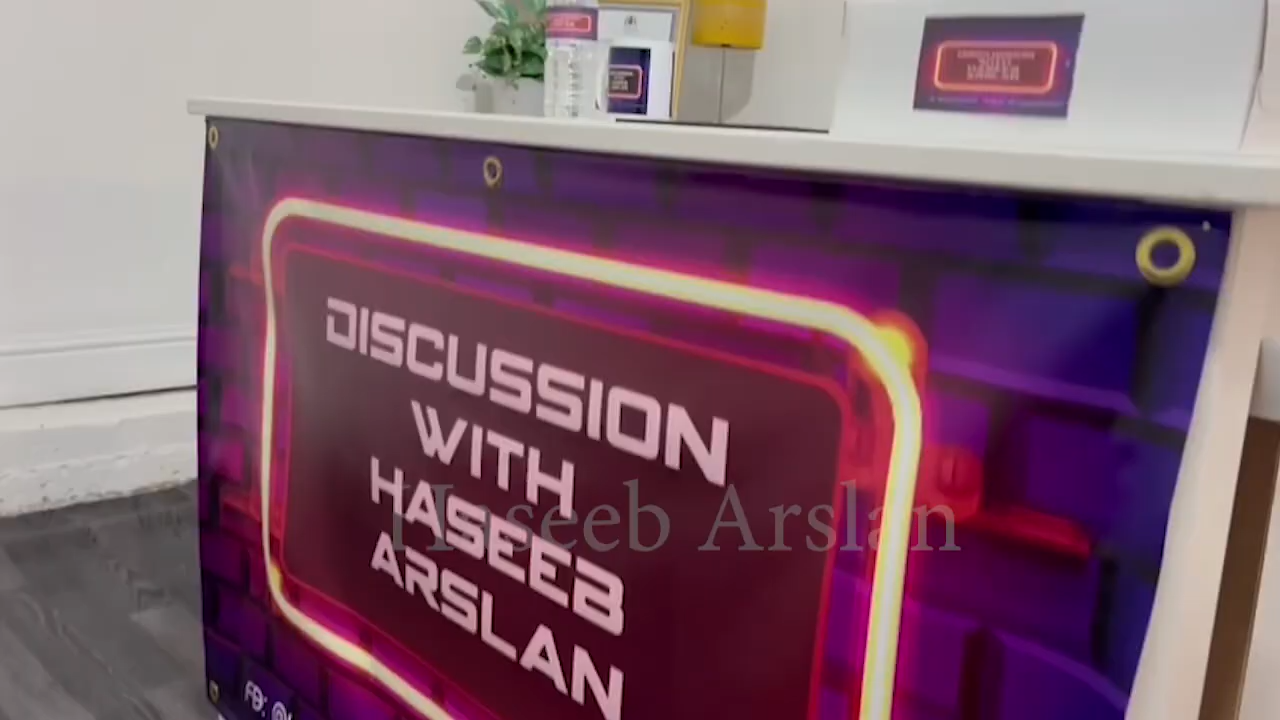 DISCUSSION
WITH
HASEEB
ARSLAN
Haseeb Arslan
FB: